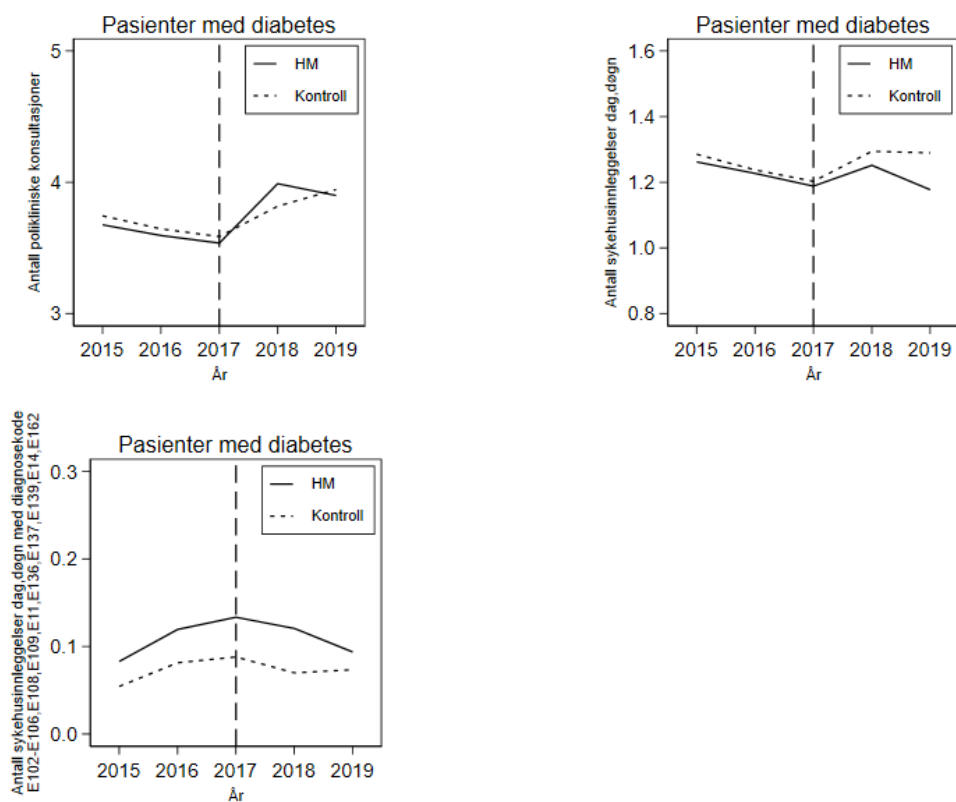 Pasienter med diabetes
Antall polikliniske konsultasjoner
5
4
3
HM
Kontroll
2015 2016 2017 2018 2019
År
Pasienter med diabetes
Antall sykehusinnleggelser dag,døgn
1.6
1.4
1.2
1.0
0.8
HM
Kontroll
2015 2016 2017 2018 2019
År
Pasienter med diabetes
Antall sykehusinnleggelser dag,døgn med diagnosekode
E102-E106,E108,E109,E11,E136,E137,E139,E14,E162
0.3
0.2
0.1
0.0
HM
Kontroll
2015 2016 2017 2018 2019
År